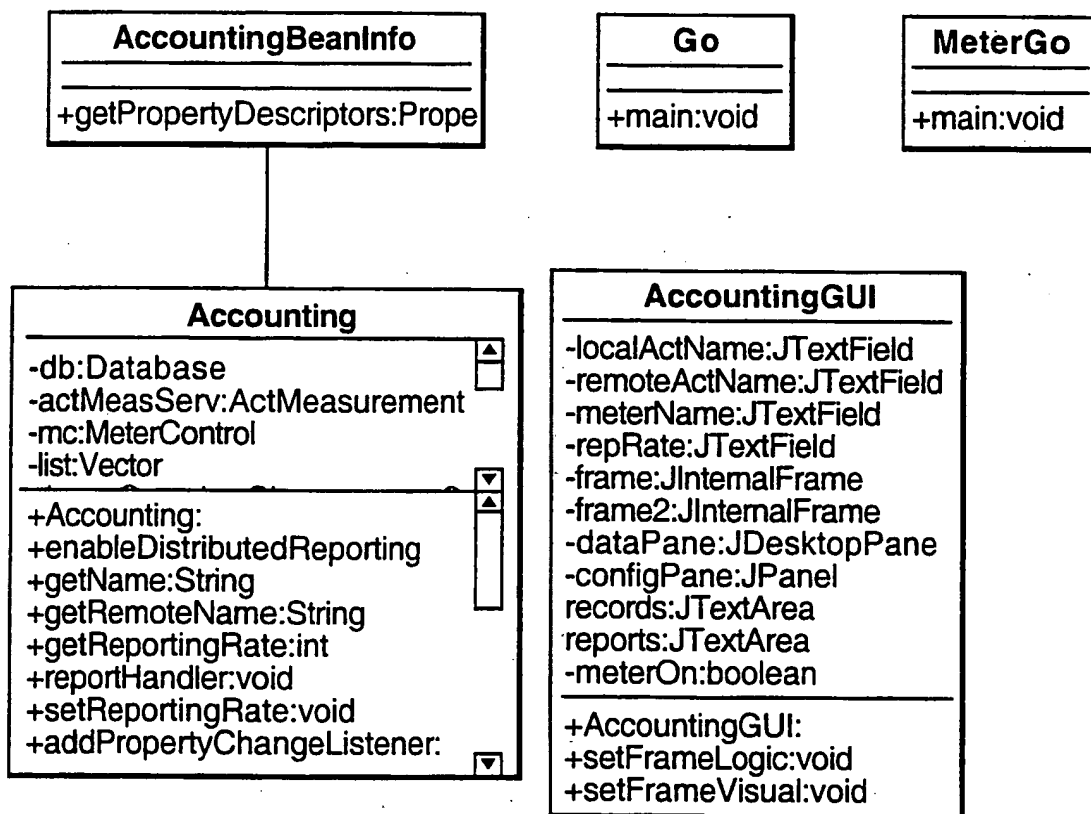 AccountingBeanInfo
+getPropertyDescriptors:Prope
Go
+main:void
MeterGo
+main:void
Accounting
-db:Database
-actMeasServ:ActMeasurement
-mc:MeterControl
-list:Vector
+Accounting:
+enableDistributedReporting
+getName:String
+getRemoteName:String
+getReportingRate:int
+reportHandler:void
+setReportingRate:void
+addPropertyChangeListener:
AccountingGUI
-localActName:JTextField
-remoteActName:JTextField
-meterName:JTextField
-repRate:JTextField
-frame:JInternalFrame
-frame2:JInternalFrame
-dataPane:JDesktopPane
-configPane:JPanel
records:JTextArea
reports:JTextArea
-meterOn:boolean
+AccountingGUI:
+setFrameLogic:void
+setFrameVisual:void